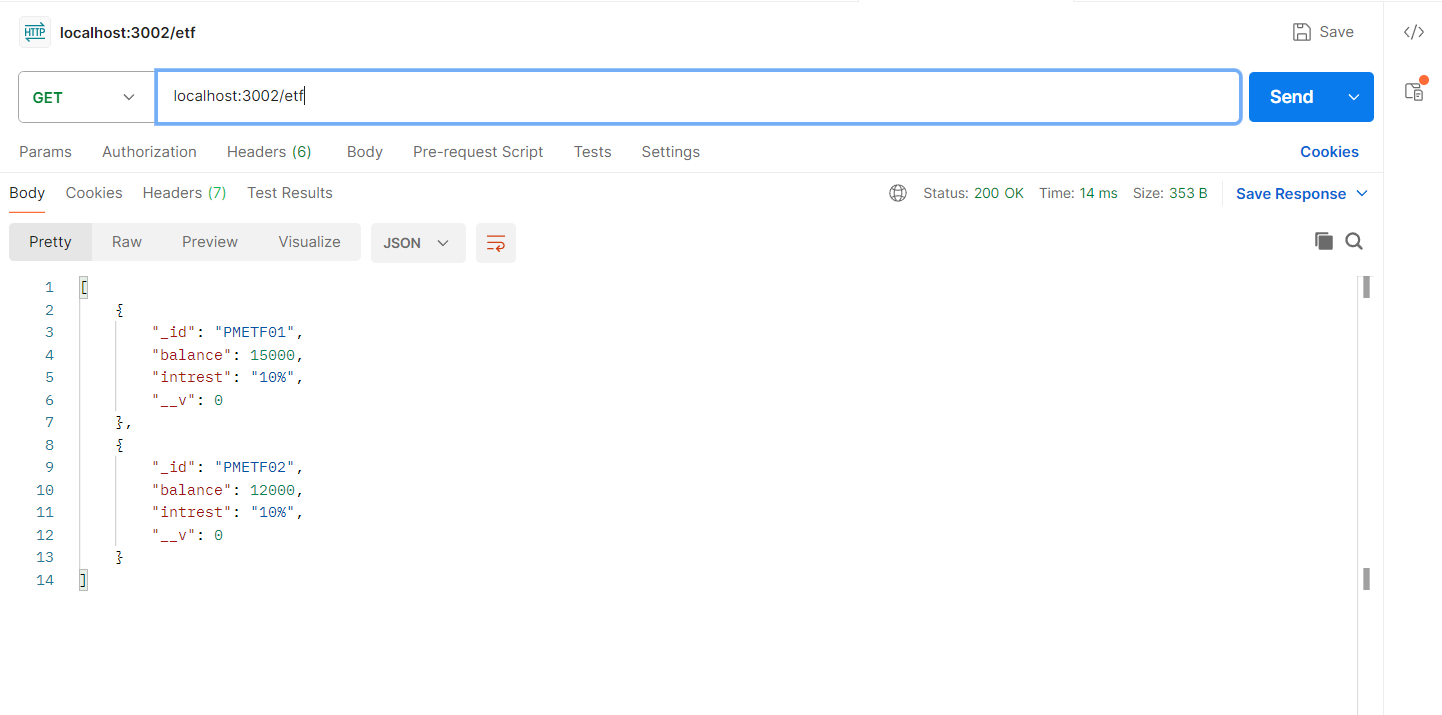 HTTP localhost:3002/etf Save
GET localhost:3002/etf Send
Params Authorization Headers (6) Body Pre-request Script Tests Settings Cookies
Body Cookies Headers (7) Test Results Status: 200 OK Time: 14 ms Size: 353 B Save Response
Pretty Raw Preview Visualize JSON
1 [
2 {
3 "_id": "PMETF01",
4 "balance": 15000,
5 "intrest": "10%",
6 "__v": 0
7 },
8 {
9 "_id": "PMETF02",
10 "balance": 12000,
11 "intrest": "10%",
12 "__v": 0
13 }
14 ]